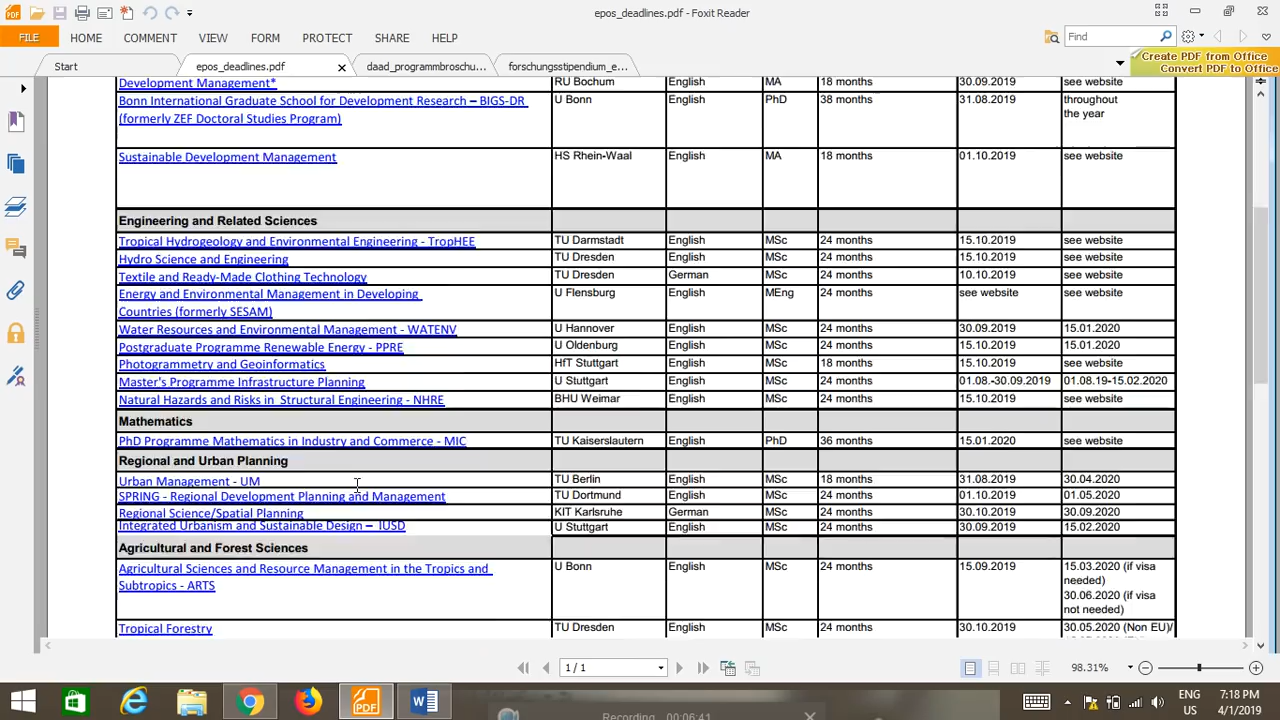 epos_deadlines.pdf - Foxit Reader
FILE HOME COMMENT VIEW FORM PROTECT SHARE HELP Find
Create PDF from Office
Convert PDF to Office
Start epos_deadlines.pdf daad_programmbroschu... forschungsstipendium_e...
Development Management* RU Bochum English MA 18 months 30.09.2019 see website
Bonn International Graduate School for Development Research – BIGS-DR U Bonn English PhD 38 months 31.08.2019 throughout
(formerly ZEF Doctoral Studies Program) the year
Sustainable Development Management HS Rhein-Waal English MA 18 months 01.10.2019 see website
Engineering and Related Sciences
Tropical Hydrogeology and Environmental Engineering - TropHEE TU Darmstadt English MSc 24 months 15.10.2019 see website
Hydro Science and Engineering TU Dresden English MSc 24 months 15.10.2019 see website
Textile and Ready-Made Clothing Technology TU Dresden German MSc 24 months 10.10.2019 see website
Energy and Environmental Management in Developing U Flensburg English MEng 24 months see website see website
Countries (formerly SESAM)
Water Resources and Environmental Management - WATENV U Hannover English MSc 24 months 30.09.2019 15.01.2020
Postgraduate Programme Renewable Energy - PPRE U Oldenburg English MSc 24 months 15.10.2019 15.01.2020
Photogrammetry and Geoinformatics HfT Stuttgart English MSc 18 months 15.10.2019 see website
Master's Programme Infrastructure Planning U Stuttgart English MSc 24 months 01.08.-30.09.2019 01.08.19-15.02.2020
Natural Hazards and Risks in Structural Engineering - NHRE BHU Weimar English MSc 24 months 15.10.2019 see website
Mathematics
PhD Programme Mathematics in Industry and Commerce - MIC TU Kaiserslautern English PhD 36 months 15.01.2020 see website
Regional and Urban Planning
Urban Management - UM TU Berlin English MSc 18 months 31.08.2019 30.04.2020
SPRING - Regional Development Planning and Management TU Dortmund English MSc 24 months 01.10.2019 01.05.2020
Regional Science/Spatial Planning KIT Karlsruhe German MSc 24 months 30.10.2019 30.09.2020
Integrated Urbanism and Sustainable Design – IUSD U Stuttgart English MSc 24 months 30.09.2019 15.02.2020
Agricultural and Forest Sciences
Agricultural Sciences and Resource Management in the Tropics and U Bonn English MSc 24 months 15.09.2019 15.03.2020 (if visa
Subtropics - ARTS needed)
30.06.2020 (if visa
not needed)
Tropical Forestry TU Dresden English MSc 24 months 30.10.2019 30.05.2020 (Non EU)/
1 / 1 98.31%
ENG 7:18 PM
US 4/1/2019
Recording 00:06:41